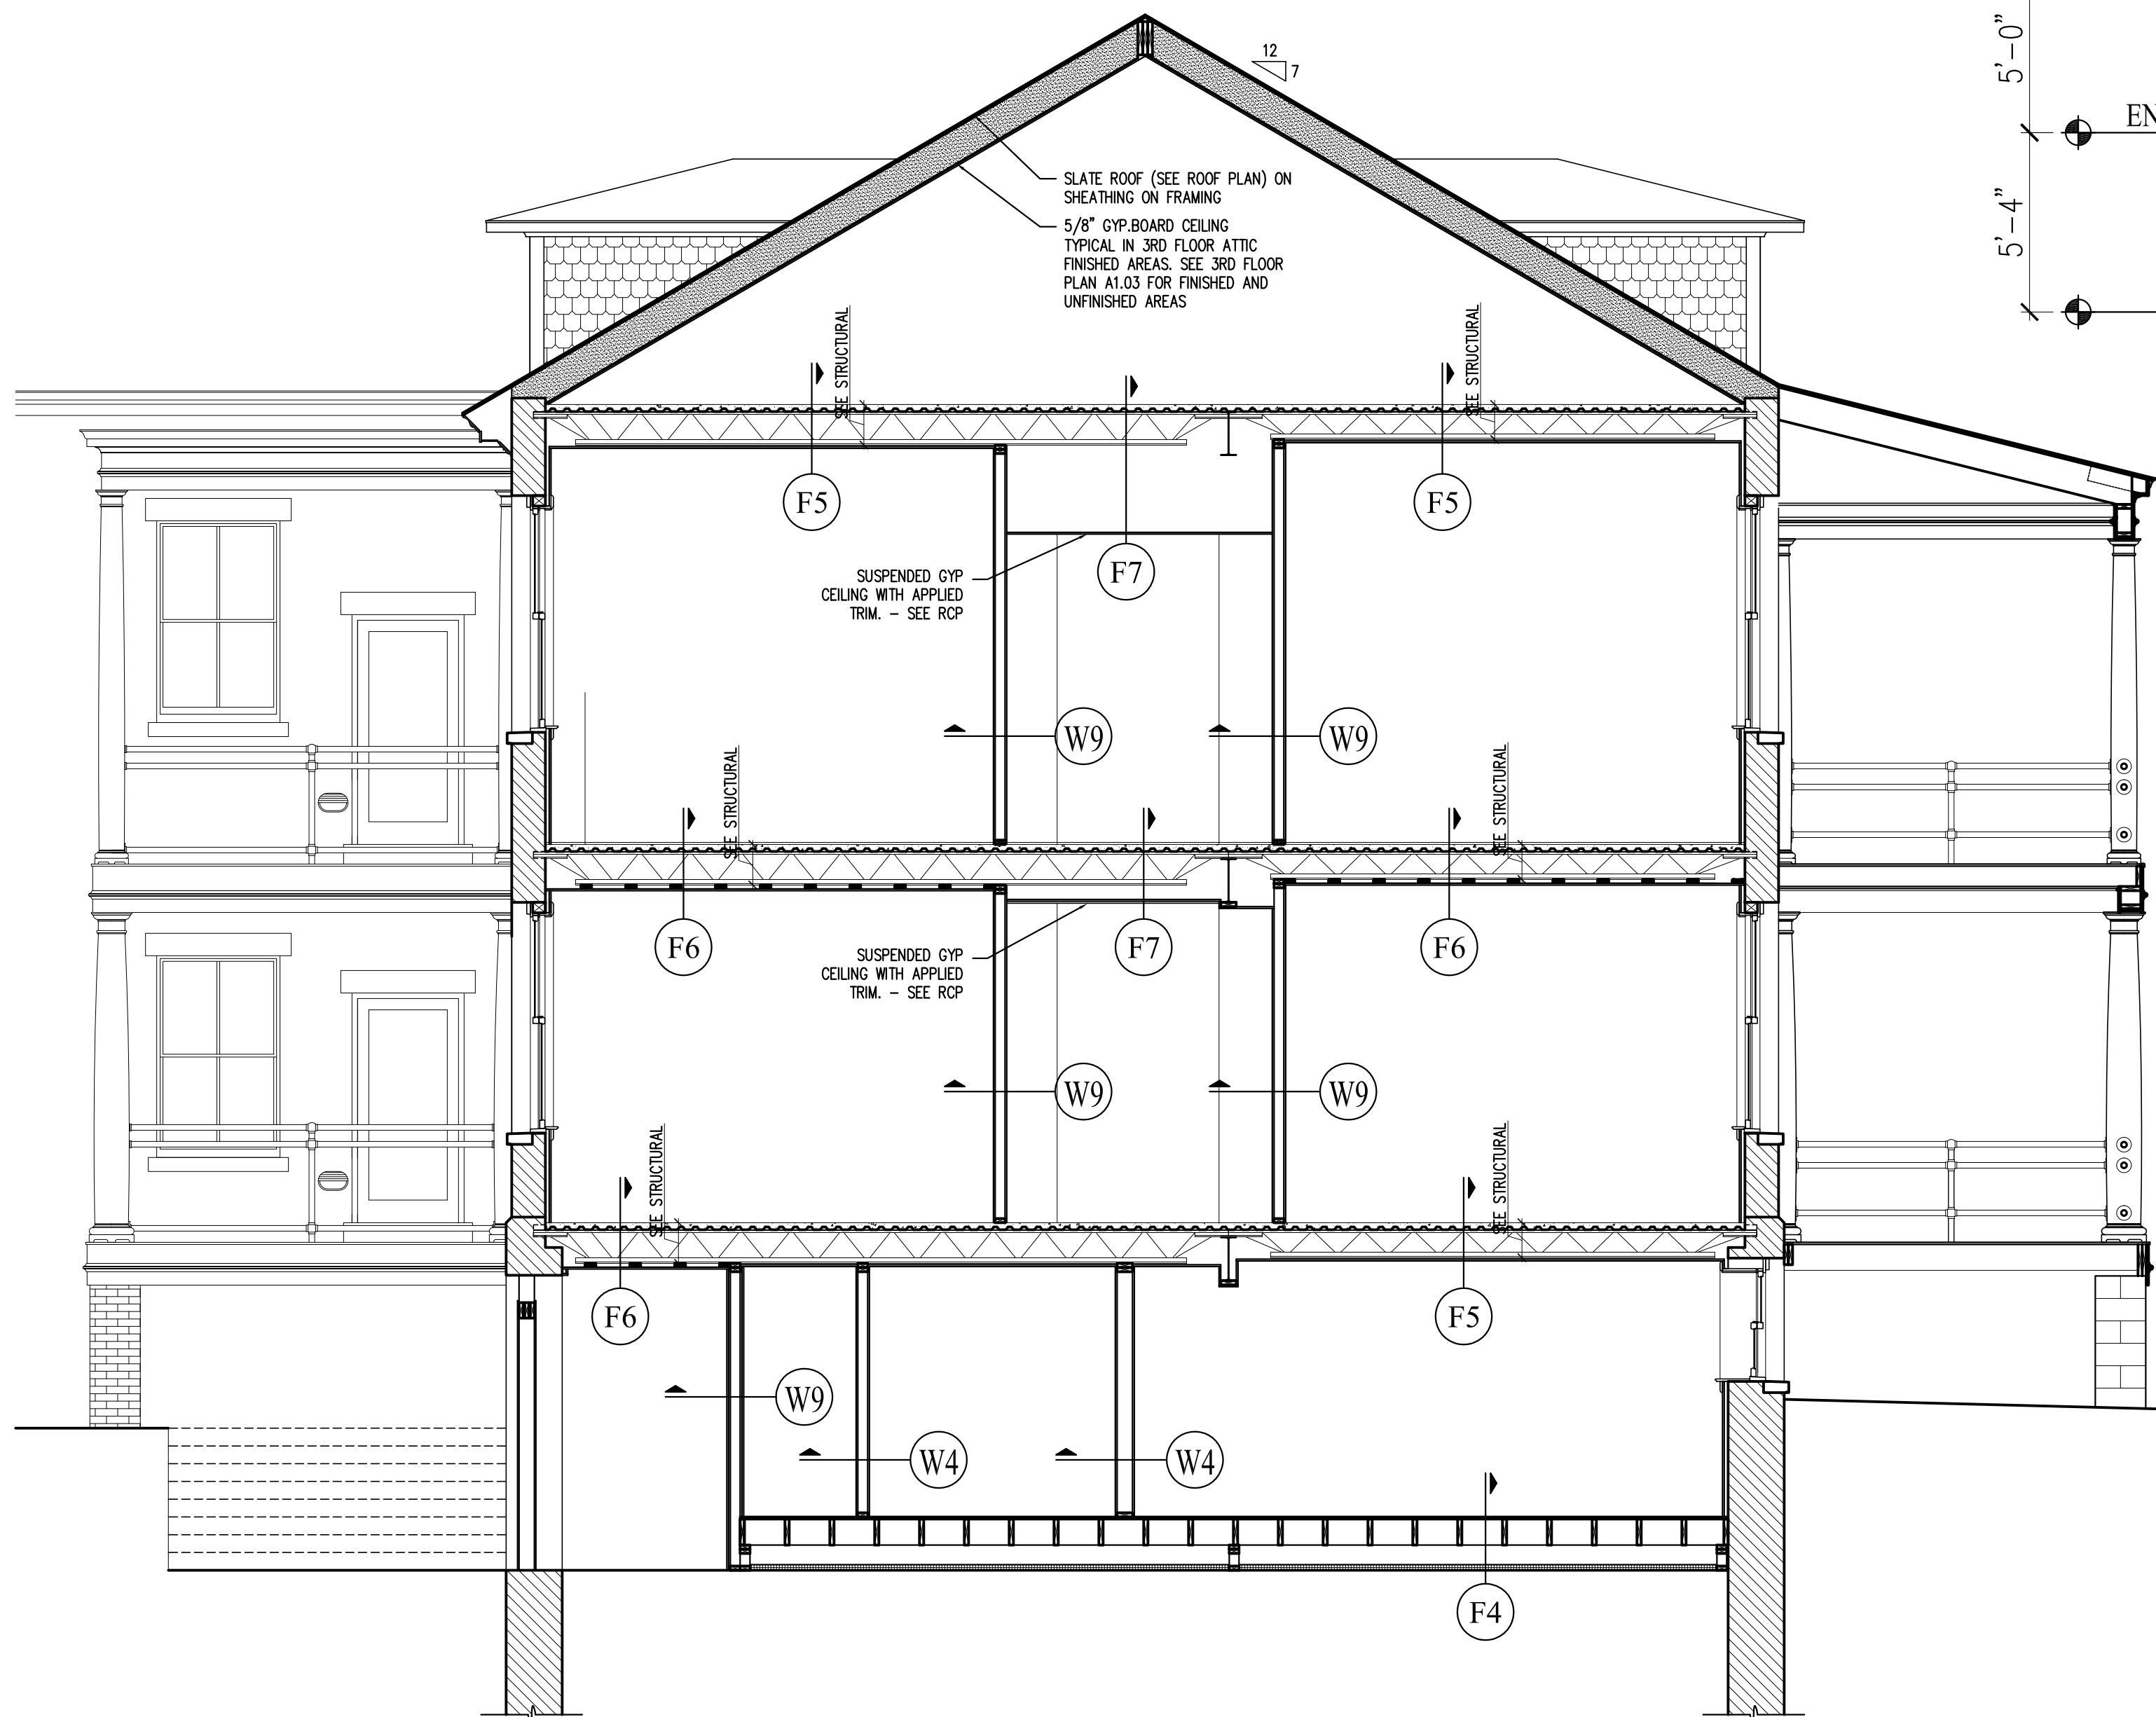 12
7
5'-0"
EN
5'-4"
SLATE ROOF (SEE ROOF PLAN) ON
SHEATHING ON FRAMING
5/8" GYP.BOARD CEILING
TYPICAL IN 3RD FLOOR ATTIC
FINISHED AREAS. SEE 3RD FLOOR
PLAN A1.03 FOR FINISHED AND
UNFINISHED AREAS
SEE STRUCTURAL
SEE STRUCTURAL
F5
F5
F7
SUSPENDED GYP
CEILING WITH APPLIED
TRIM. - SEE RCP
W9
W9
SEE STRUCTURAL
SEE STRUCTURAL
F6
F7
F6
SUSPENDED GYP
CEILING WITH APPLIED
TRIM. - SEE RCP
W9
W9
SEE STRUCTURAL
SEE STRUCTURAL
F6
F5
W9
W4
W4
F4